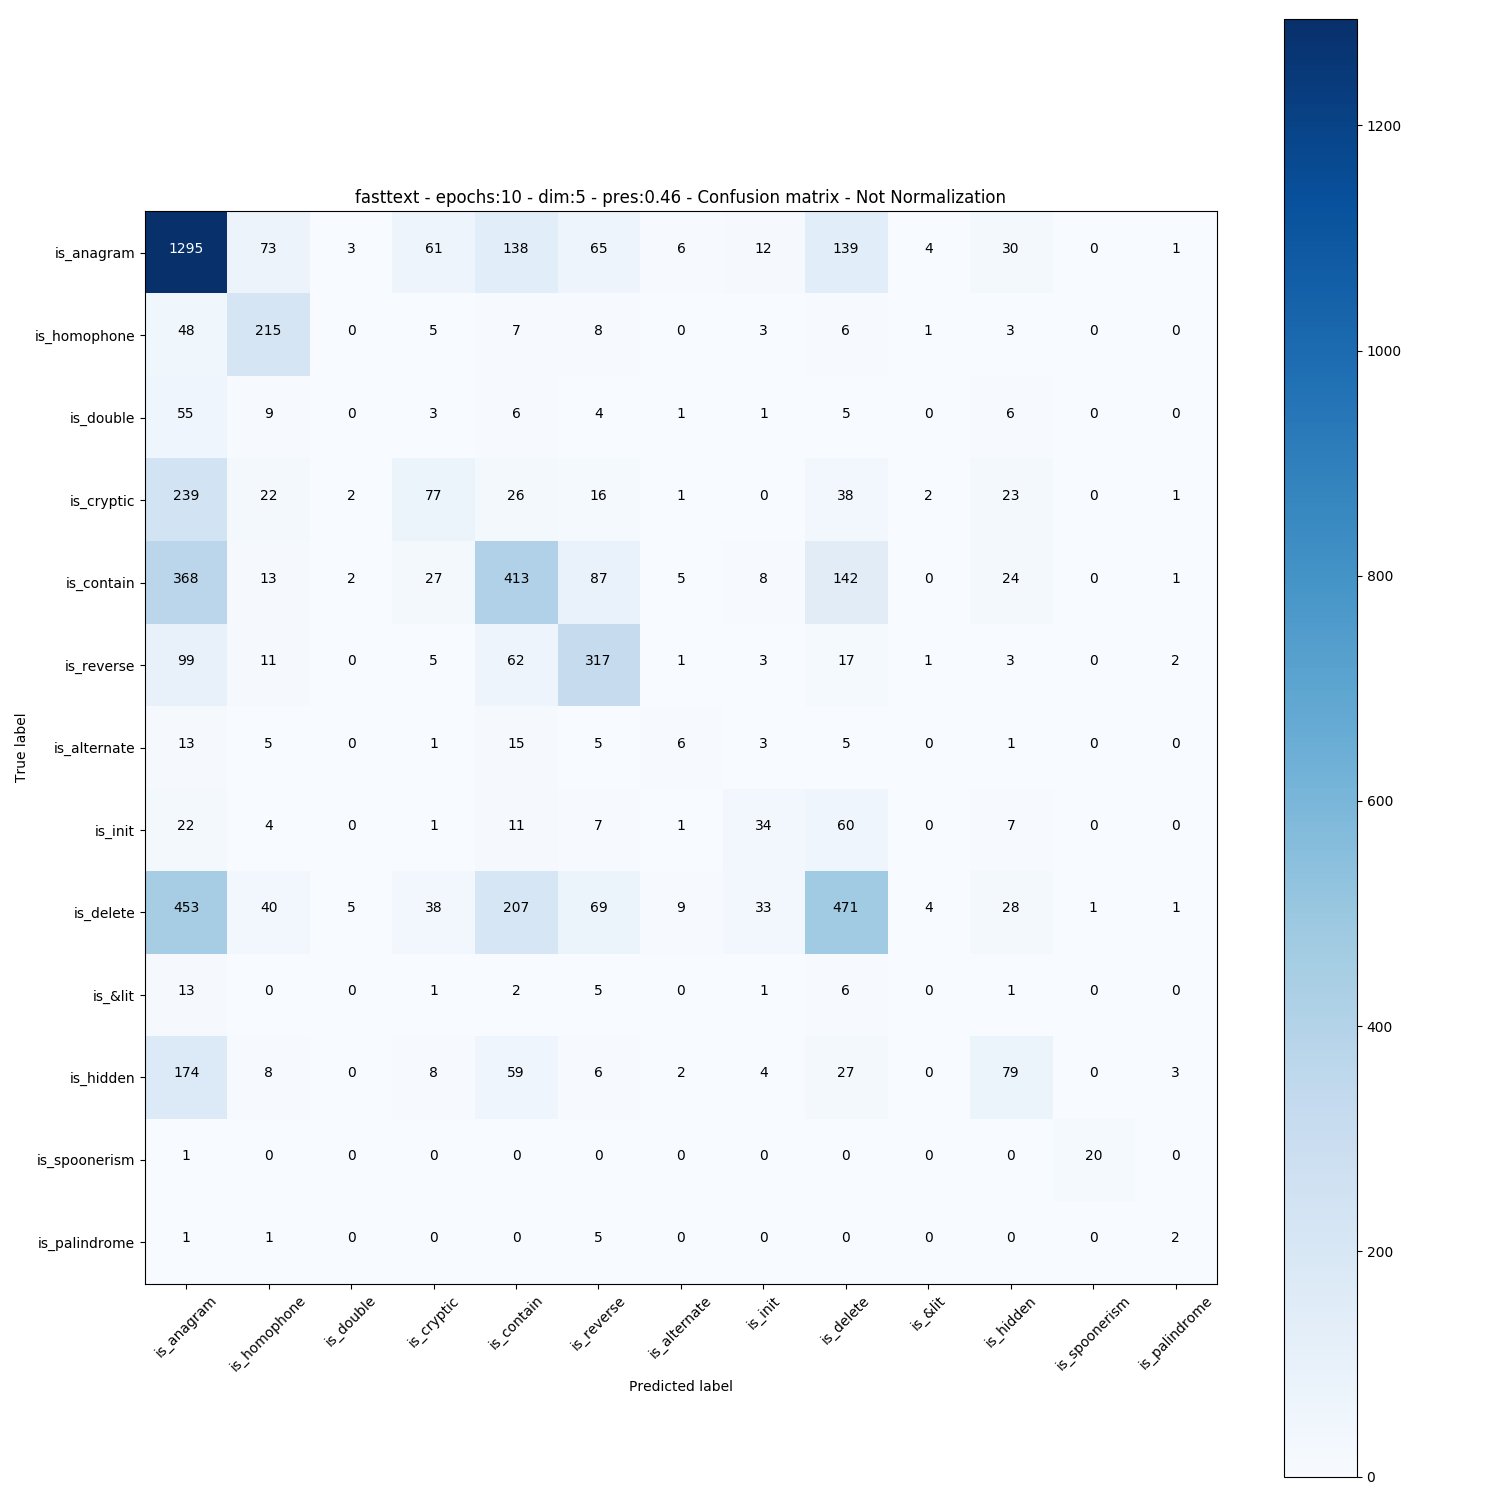 fasttext - epochs:10 - dim:5 - pres:0.46 - Confusion matrix - Not Normalization
is_anagram 1295 73 3 61 138 65 6 12 139 4 30 0 1
is_homophone 48 215 0 5 7 8 0 3 6 1 3 0 0
is_double 55 9 0 3 6 4 1 1 5 0 6 0 0
is_cryptic 239 22 2 77 26 16 1 0 38 2 23 0 1
is_contain 368 13 2 27 413 87 5 8 142 0 24 0 1
is_reverse 99 11 0 5 62 317 1 3 17 1 3 0 2
is_alternate 13 5 0 1 15 5 6 3 5 0 1 0 0
is_init 22 4 0 1 11 7 1 34 60 0 7 0 0
is_delete 453 40 5 38 207 69 9 33 471 4 28 1 1
is_&lit 13 0 0 1 2 5 0 1 6 0 1 0 0
is_hidden 174 8 0 8 59 6 2 4 27 0 79 0 3
is_spoonerism 1 0 0 0 0 0 0 0 0 0 0 20 0
is_palindrome 1 1 0 0 0 5 0 0 0 0 0 0 2
True label
is_anagram is_homophone is_double is_cryptic is_contain is_reverse is_alternate is_init is_delete is_&lit is_hidden is_spoonerism is_palindrome
Predicted label
1200
1000
800
600
400
200
0